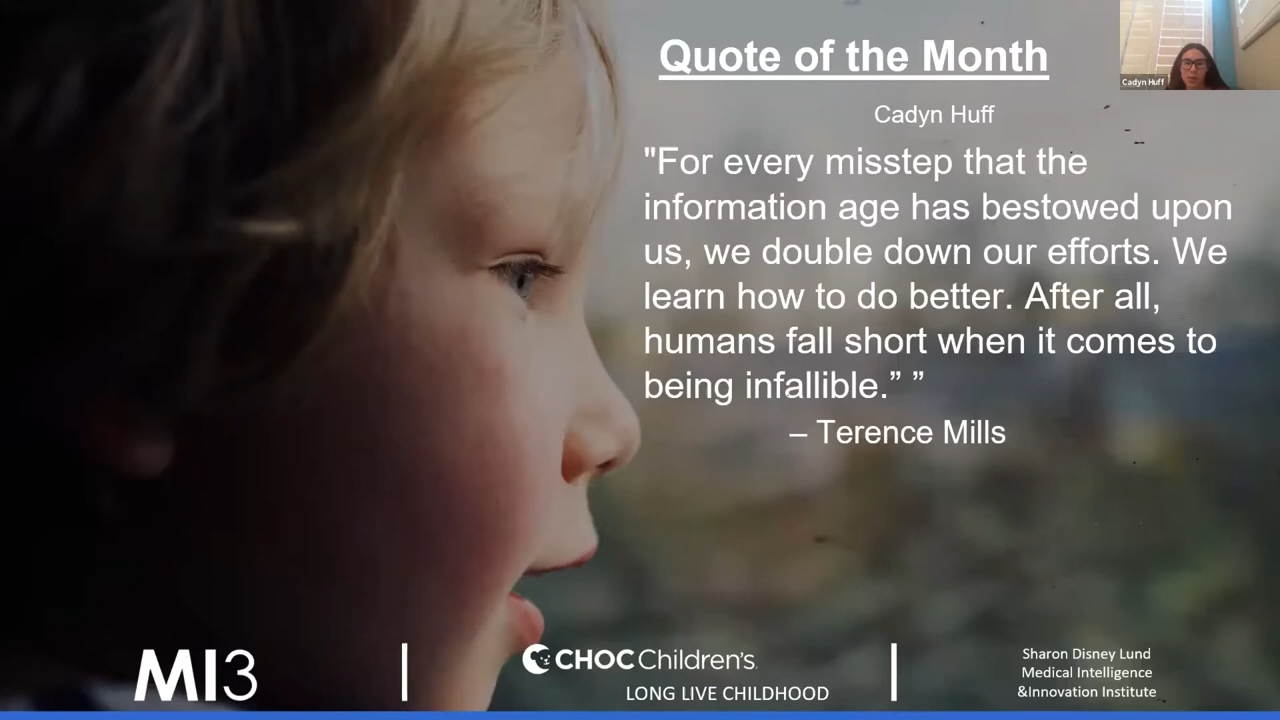 Quote of the Month
Cadyn Huff
Cadyn Huff
"For every misstep that the
information age has bestowed upon
us, we double down our efforts. We
learn how to do better. After all,
humans fall short when it comes to
being infallible.” ”
– Terence Mills
MI3
CHOC Children's.
LONG LIVE CHILDHOOD
Sharon Disney Lund
Medical Intelligence
&Innovation Institute